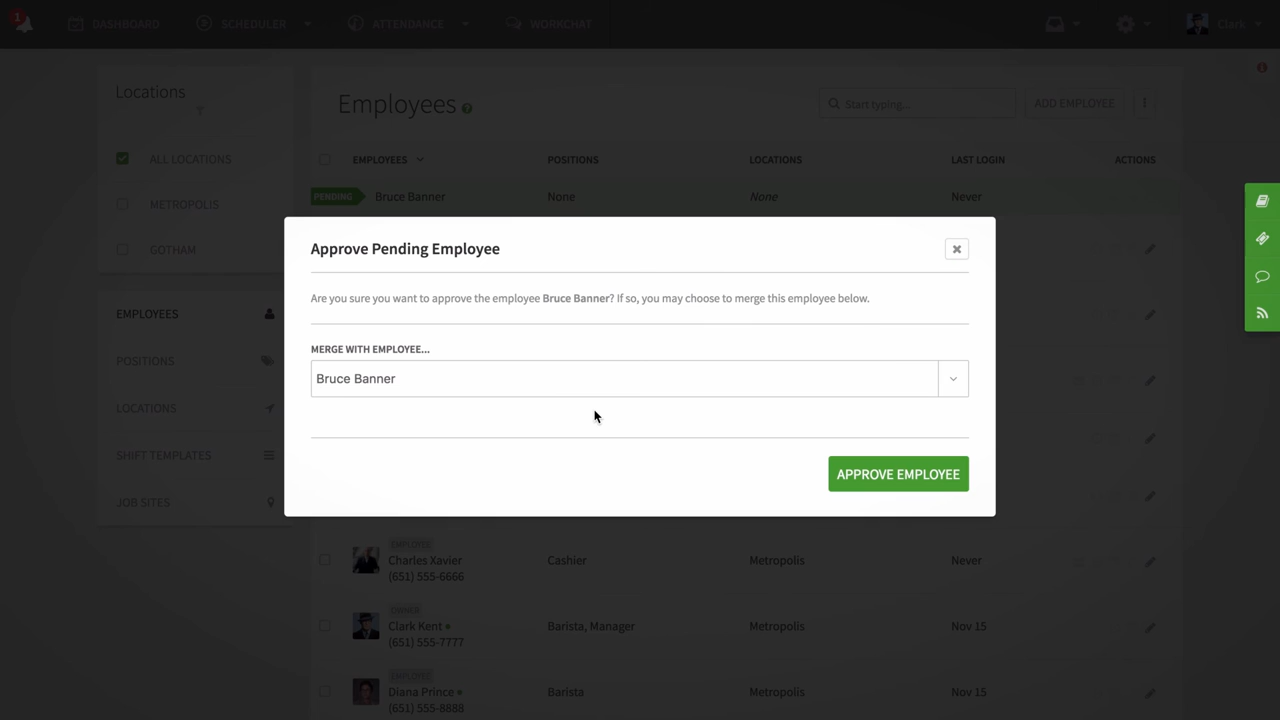 1
DASHBOARD
SCHEDULER
ATTENDANCE
WORKCHAT
Clark
Locations
ALL LOCATIONS
METROPOLIS
GOTHAM
EMPLOYEES
POSITIONS
LOCATIONS
SHIFT TEMPLATES
JOB SITES
Employees ?
Start typing...
ADD EMPLOYEE
EMPLOYEES POSITIONS LOCATIONS LAST LOGIN ACTIONS
PENDING Bruce Banner None None Never
Approve Pending Employee
Are you sure you want to approve the employee Bruce Banner? If so, you may choose to merge this employee below.
MERGE WITH EMPLOYEE...
Bruce Banner
APPROVE EMPLOYEE
EMPLOYEE
Charles Xavier Cashier Metropolis Never
(651) 555-6666
OWNER
Clark Kent Barista, Manager Metropolis Nov 15
(651) 555-7777
EMPLOYEE
Diana Prince Barista Metropolis Nov 15
(651) 555-8888